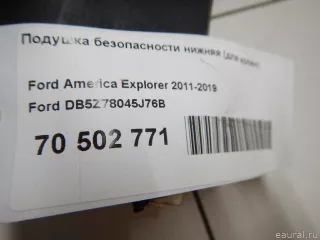 Подушка безопасности нижняя (для колен)
Ford America Explorer 2011-2019
Ford DB5Z78045J76B
70 502 771
eaural.ru